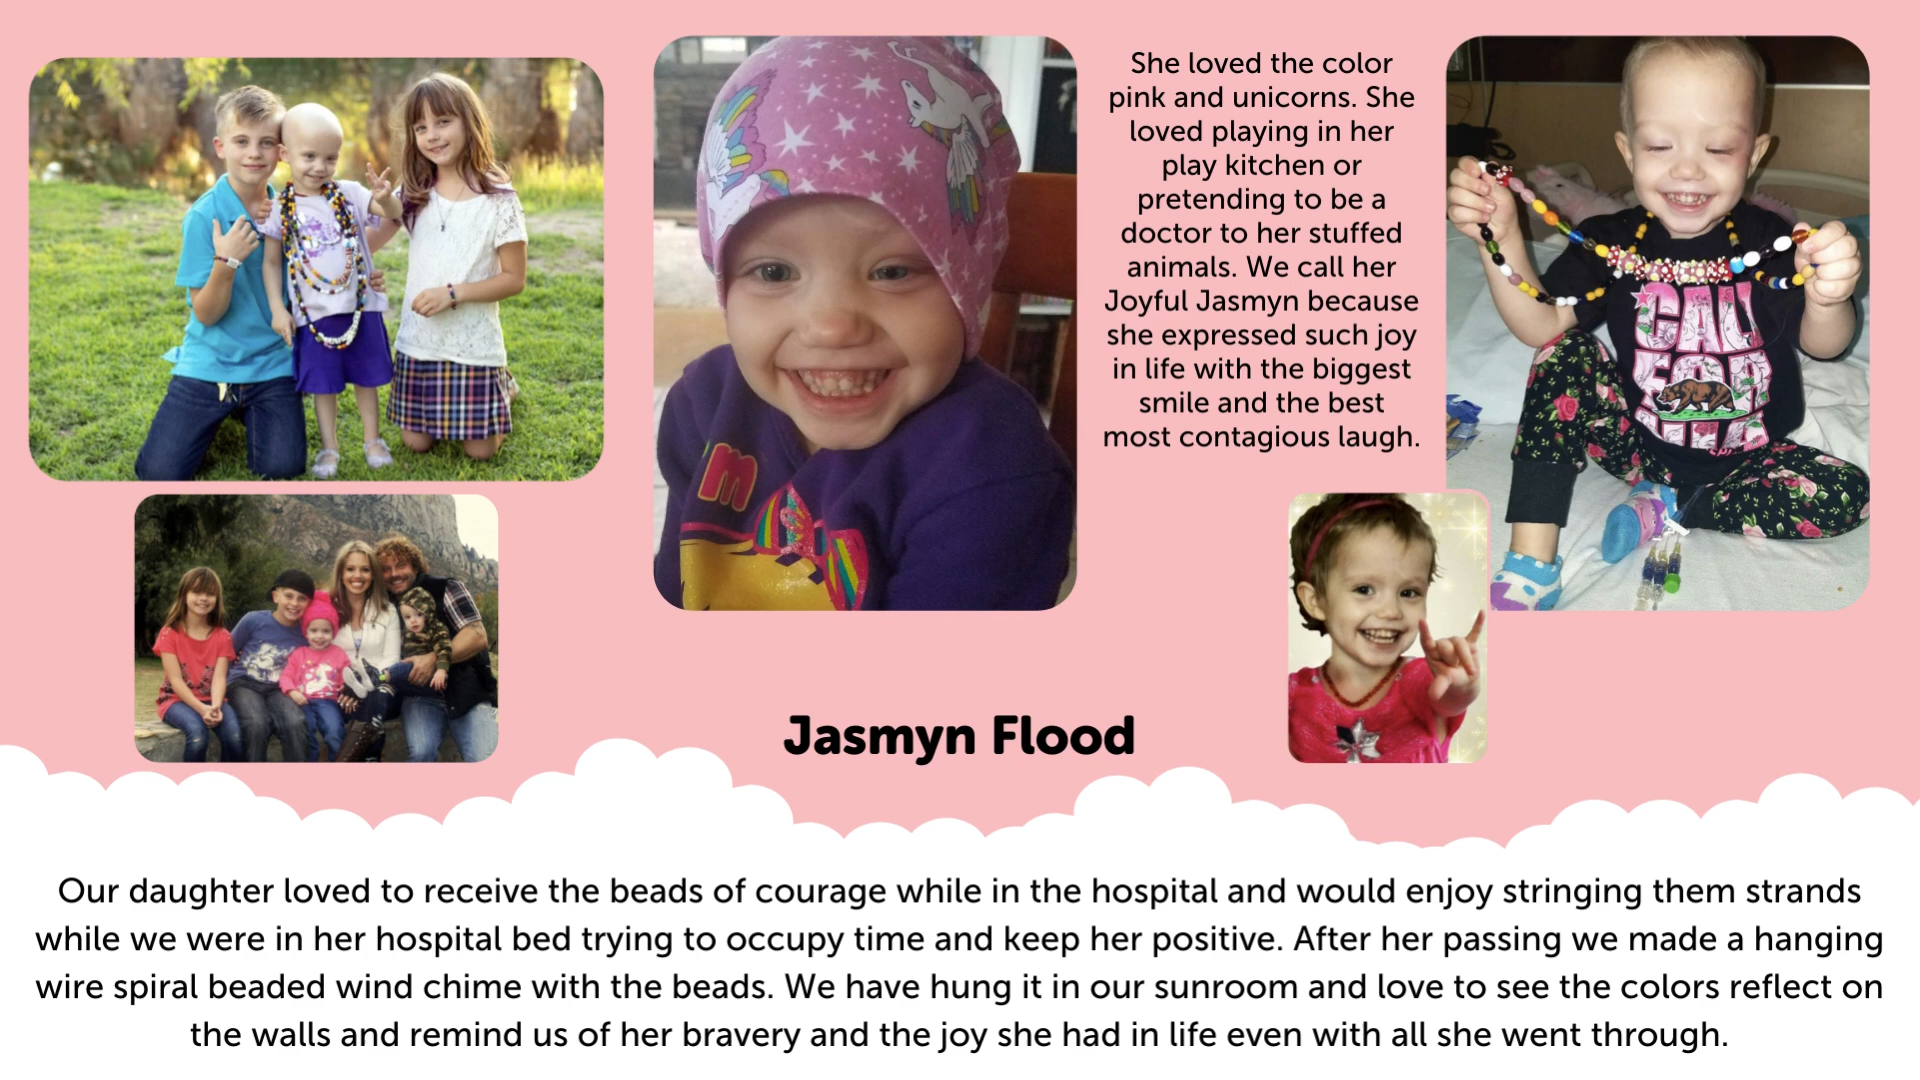 She loved the color
pink and unicorns. She
loved playing in her
play kitchen or
pretending to be a
doctor to her stuffed
animals. We call her
Joyful Jasmyn because
she expressed such joy
in life with the biggest
smile and the best
most contagious laugh.
CALI
FOR
NIA
Jasmyn Flood
Our daughter loved to receive the beads of courage while in the hospital and would enjoy stringing them strands
while we were in her hospital bed trying to occupy time and keep her positive. After her passing we made a hanging
wire spiral beaded wind chime with the beads. We have hung it in our sunroom and love to see the colors reflect on
the walls and remind us of her bravery and the joy she had in life even with all she went through.